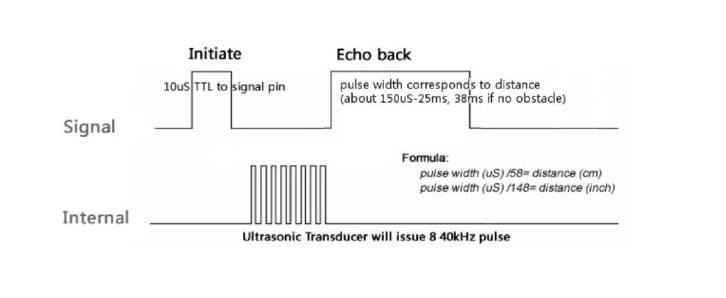 Initiate
Echo back
10uS TTL to signal pin
pulse width corresponds to distance
(about 150uS-25ms, 38ms if no obstacle)
Signal
Formula:
pulse width (uS) /58= distance (cm)
pulse width (uS) /148= distance (inch)
Internal
Ultrasonic Transducer will issue 8 40kHz pulse